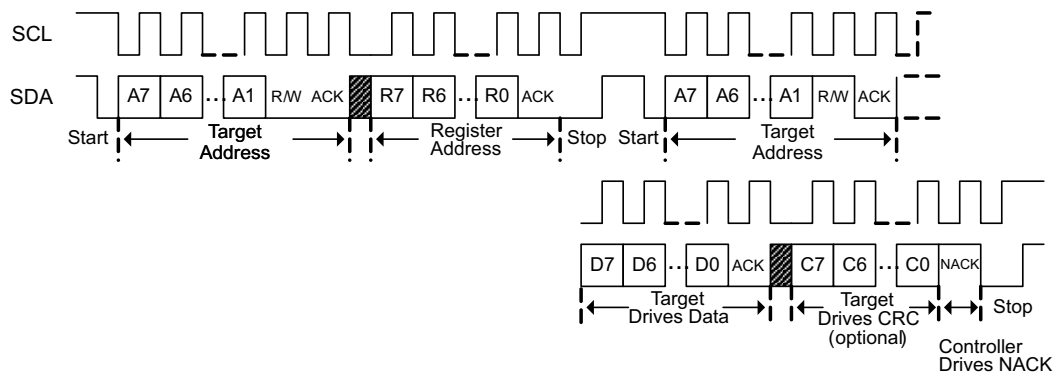 SCL
SDA A7 A6 ... A1 R/W ACK R7 R6 ... R0 ACK A7 A6 ... A1 R/W ACK
Start Target Address Register Address Stop Start Target Address
D7 D6 ... D0 ACK C7 C6 ... C0 NACK
Target Drives Data Target Drives CRC (optional) Stop
Controller Drives NACK